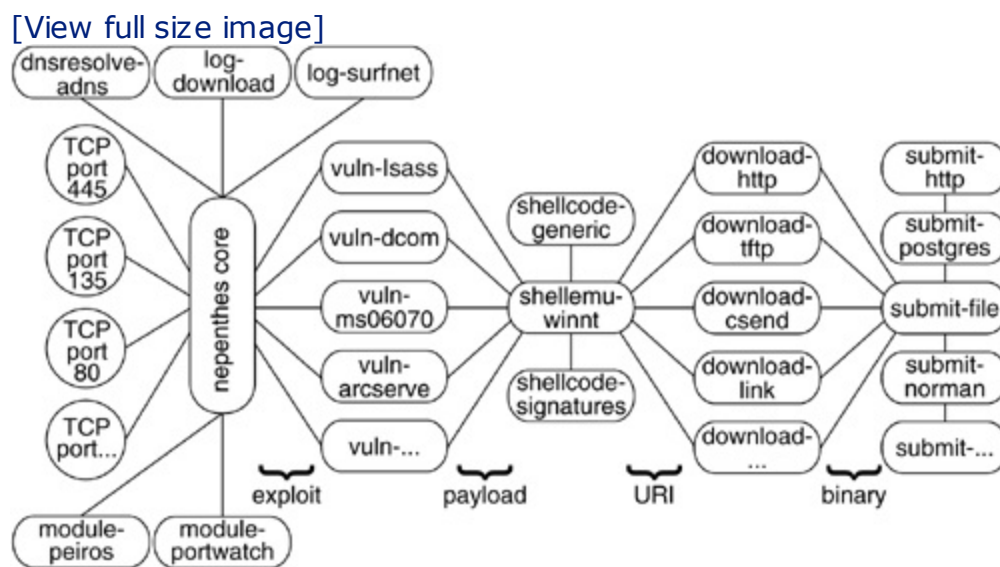 [View full size image]
dnsresolve-
adns
log-
download
log-surfnet
TCP
port
445
TCP
port
135
TCP
port
80
TCP
port...
nepenthes core
vuln-lsass
vuln-dcom
vuln-
ms06070
vuln-
arcserve
vuln-...
shellcode-
generic
shellemu-
winnt
shellcode-
signatures
download-
http
download-
tftp
download-
csend
download-
link
download-
...
submit-
http
submit-
postgres
submit-file
submit-
norman
submit-...
exploit
payload
URI
binary
module-
peiros
module-
portwatch